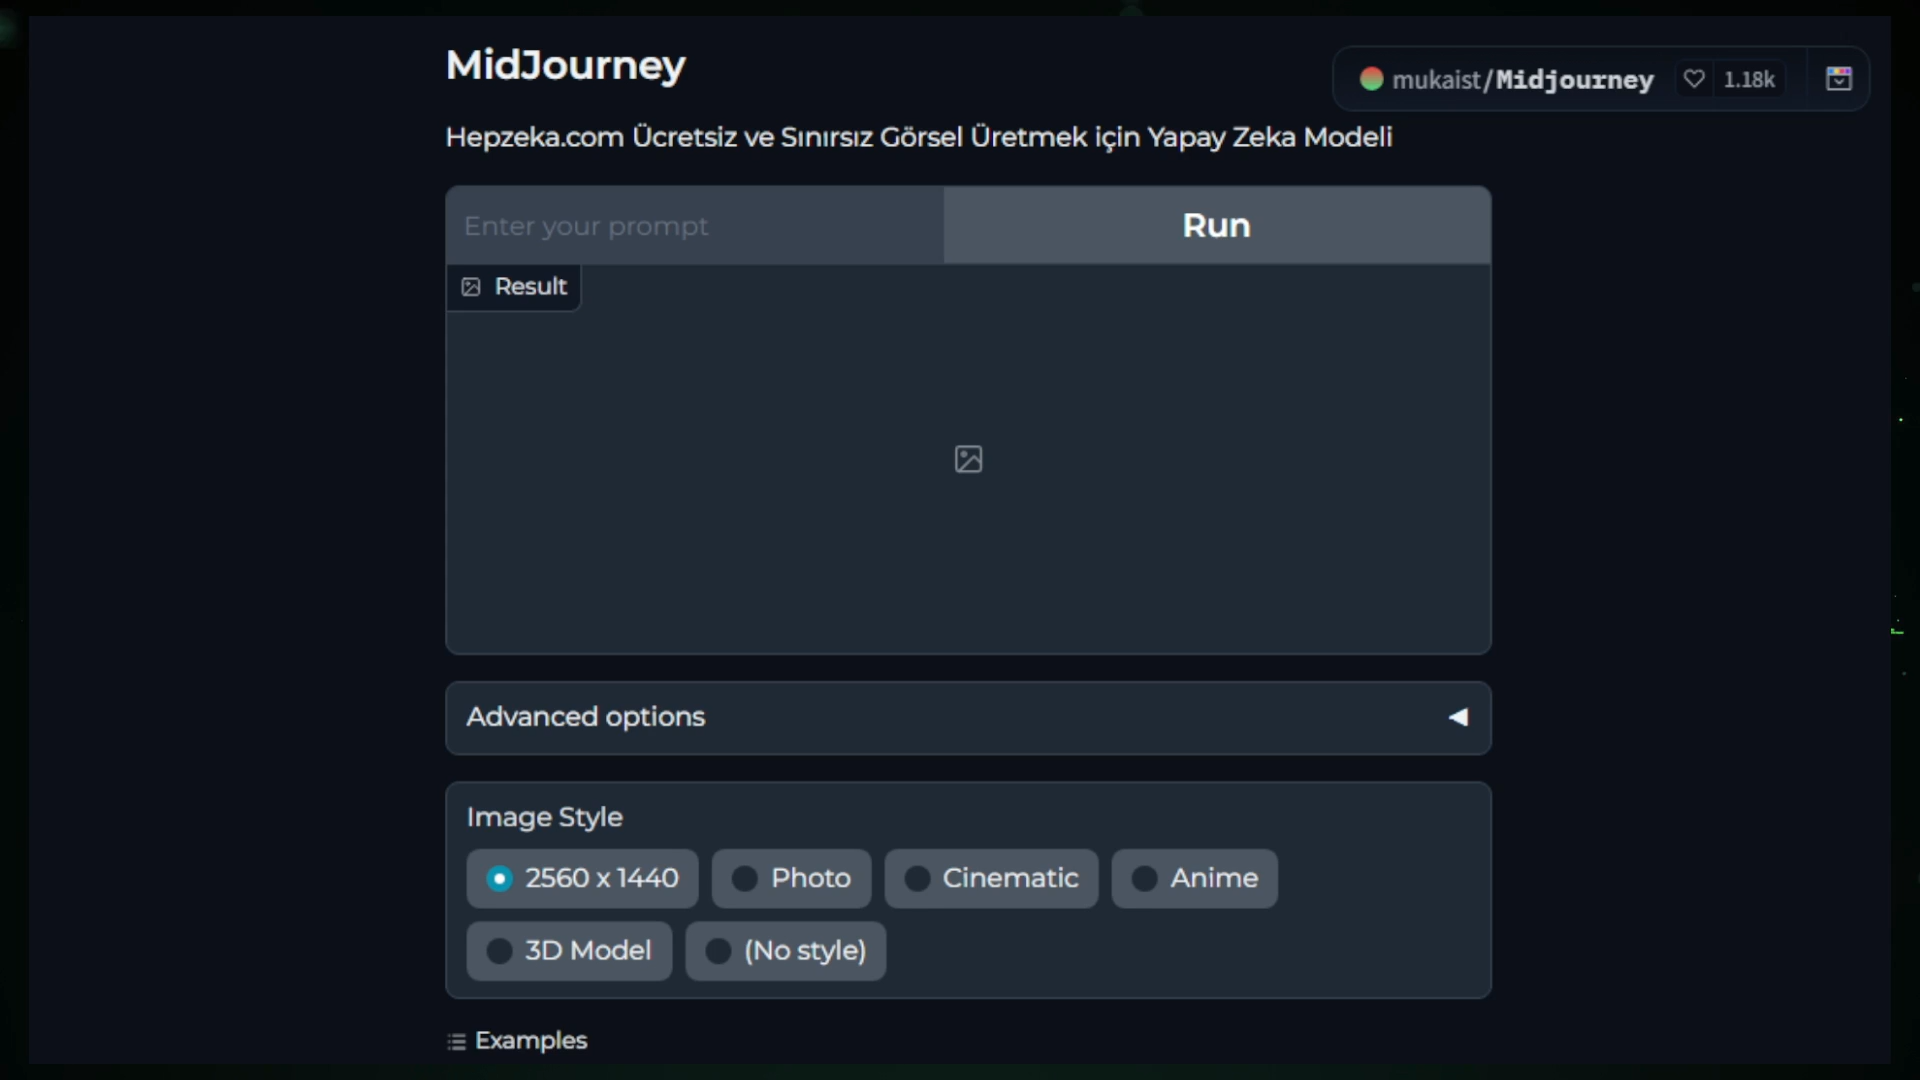 MidJourney
mukaist/Midjourney 1.18k
Hepzeka.com Ücretsiz ve Sınırsız Görsel Üretmek için Yapay Zeka Modeli
Enter your prompt Run
Result
Advanced options
Image Style
2560 x 1440 Photo Cinematic Anime
3D Model (No style)
Examples